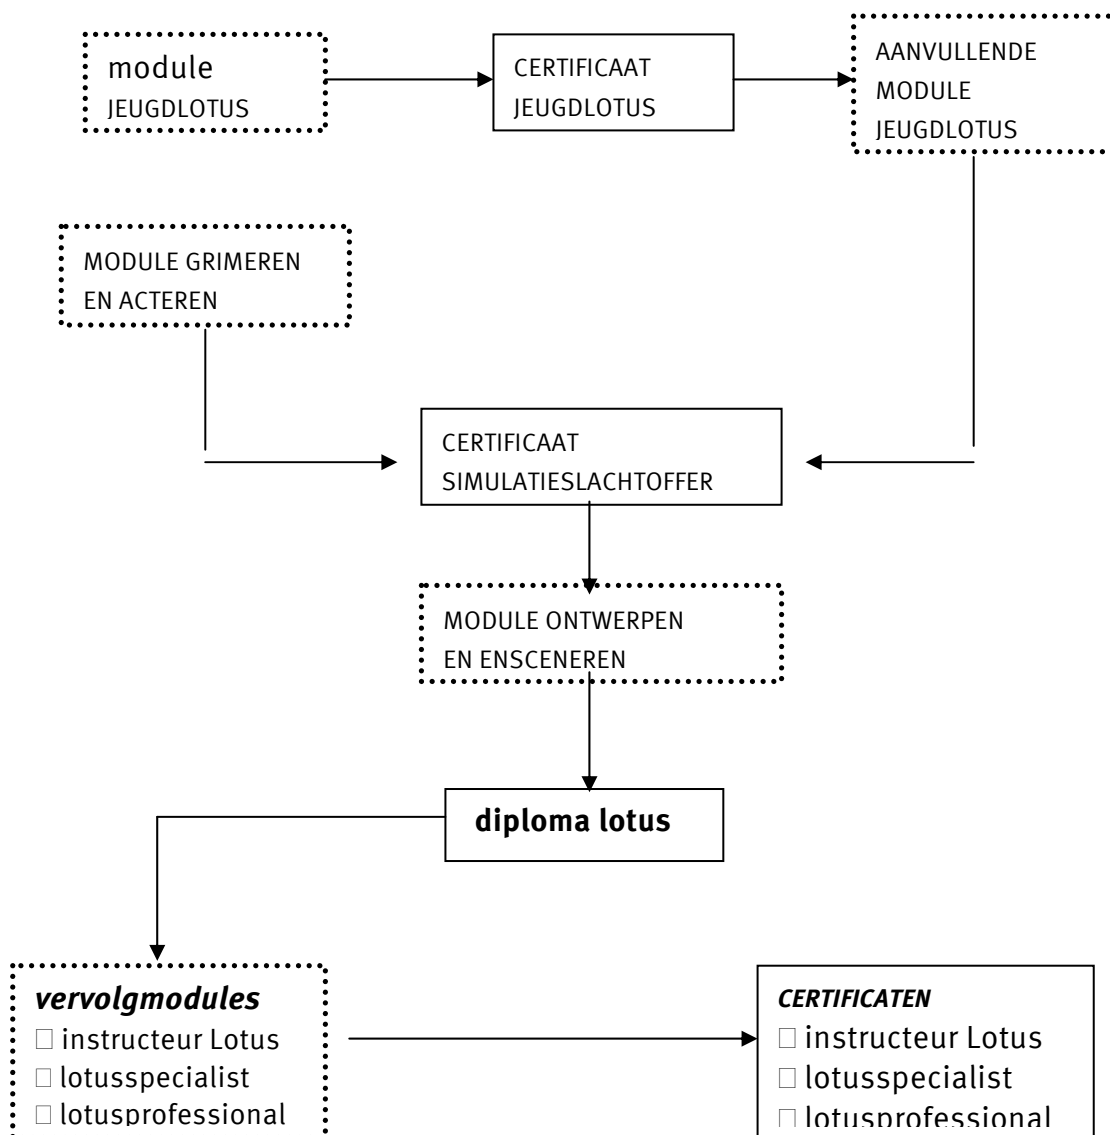 module
JEUGDLOTUS
CERTIFICAAT
JEUGDLOTUS
AANVULLENDE
MODULE
JEUGDLOTUS
MODULE GRIMEREN
EN ACTEREN
CERTIFICAAT
SIMULATIESLACHTOFFER
MODULE ONTWERPEN
EN ENSCENEREN
diploma lotus
vervolgmodules
□ instructeur Lotus
□ lotusspecialist
□ lotusprofessional
CERTIFICATEN
□ instructeur Lotus
□ lotusspecialist
□ lotusprofessional